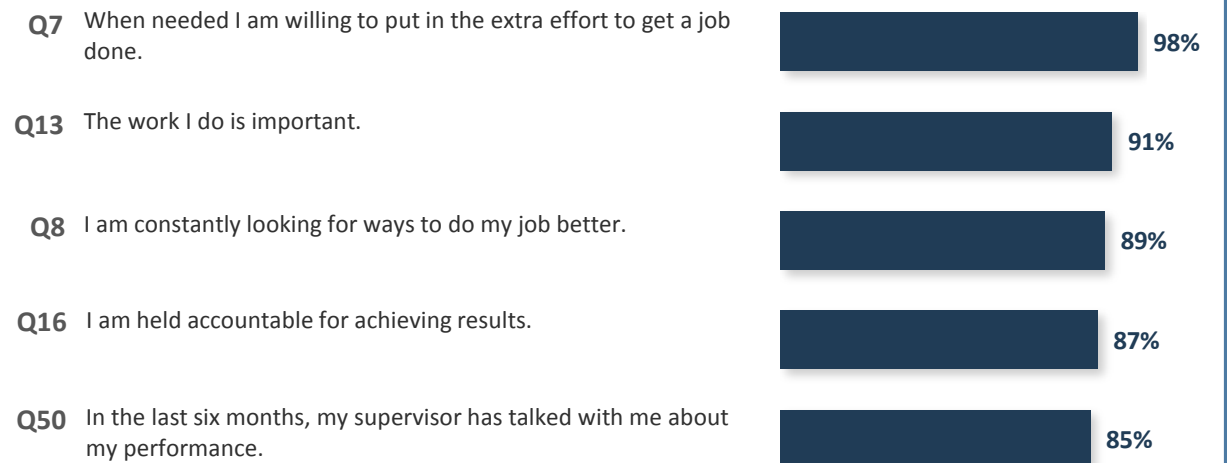 Q7 When needed I am willing to put in the extra effort to get a job
done.
98%
Q13 The work I do is important.
91%
Q8 I am constantly looking for ways to do my job better.
89%
Q16 I am held accountable for achieving results.
87%
Q50 In the last six months, my supervisor has talked with me about
my performance.
85%